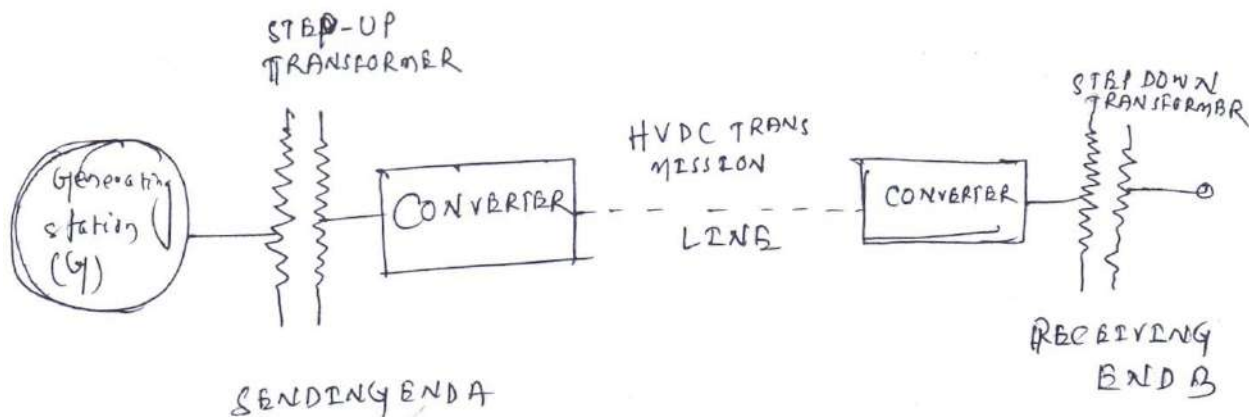 STEP-UP
TRANSFORMER
STEP DOWN
TRANSFORMER
HVDC TRANS
MISSION
LINE
Generating
station
(G)
CONVERTER
CONVERTER
SENDING END A
RECEIVING
END B